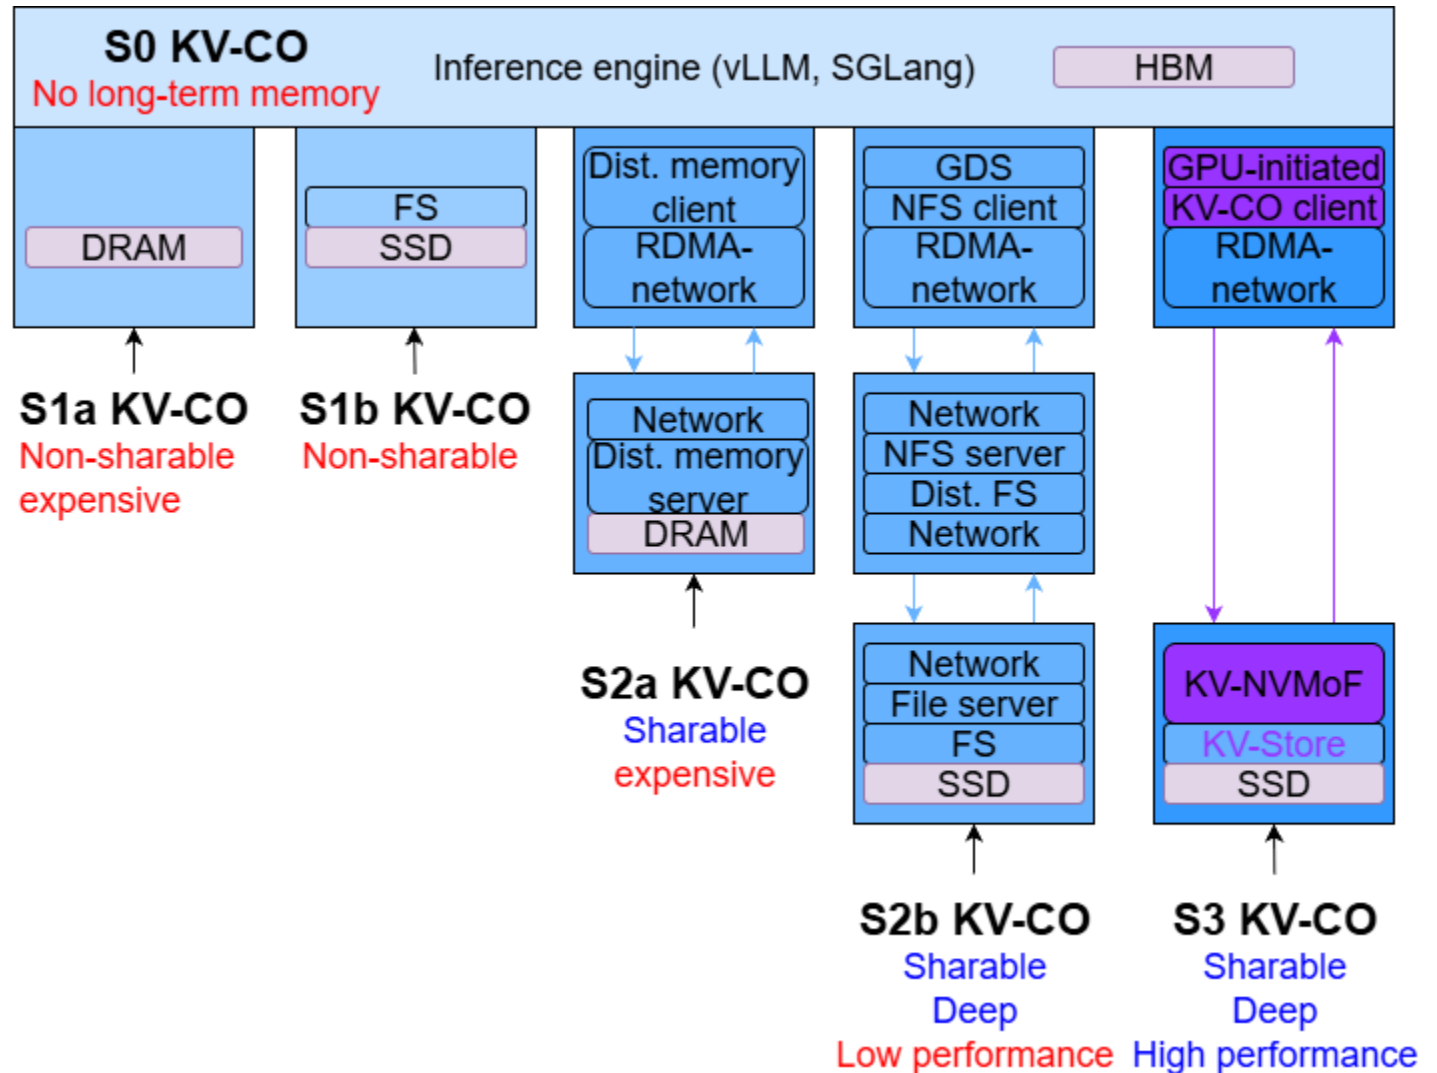 S0 KV-CO
No long-term memory
Inference engine (vLLM, SGLang)
HBM
DRAM
S1a KV-CO
Non-sharable
expensive
FS
SSD
S1b KV-CO
Non-sharable
Dist. memory
client
RDMA-
network
Network
Dist. memory
server
DRAM
S2a KV-CO
Sharable
expensive
GDS
NFS client
RDMA-
network
Network
NFS server
Dist. FS
Network
Network
File server
FS
SSD
S2b KV-CO
Sharable
Deep
Low performance
GPU-initiated
KV-CO client
RDMA-
network
KV-NVMoF
KV-Store
SSD
S3 KV-CO
Sharable
Deep
High performance